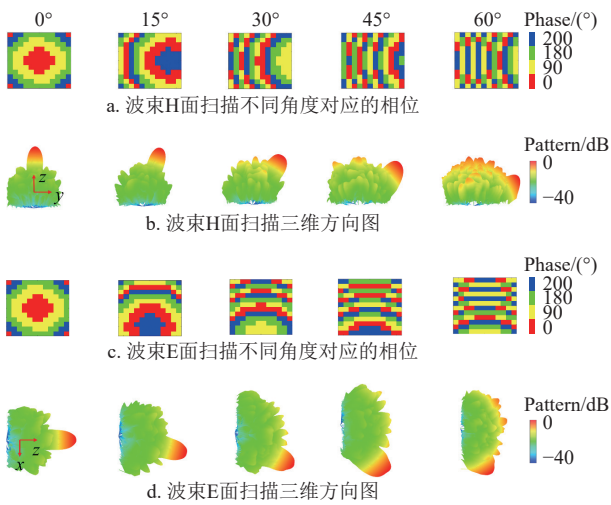 0° 15° 30° 45° 60° Phase/(°)
200
180
90
0
a. 波束H面扫描不同角度对应的相位
Pattern/dB
0
−40
z
y
b. 波束H面扫描三维方向图
Phase/(°)
200
180
90
0
c. 波束E面扫描不同角度对应的相位
Pattern/dB
0
−40
z
x
d. 波束E面扫描三维方向图